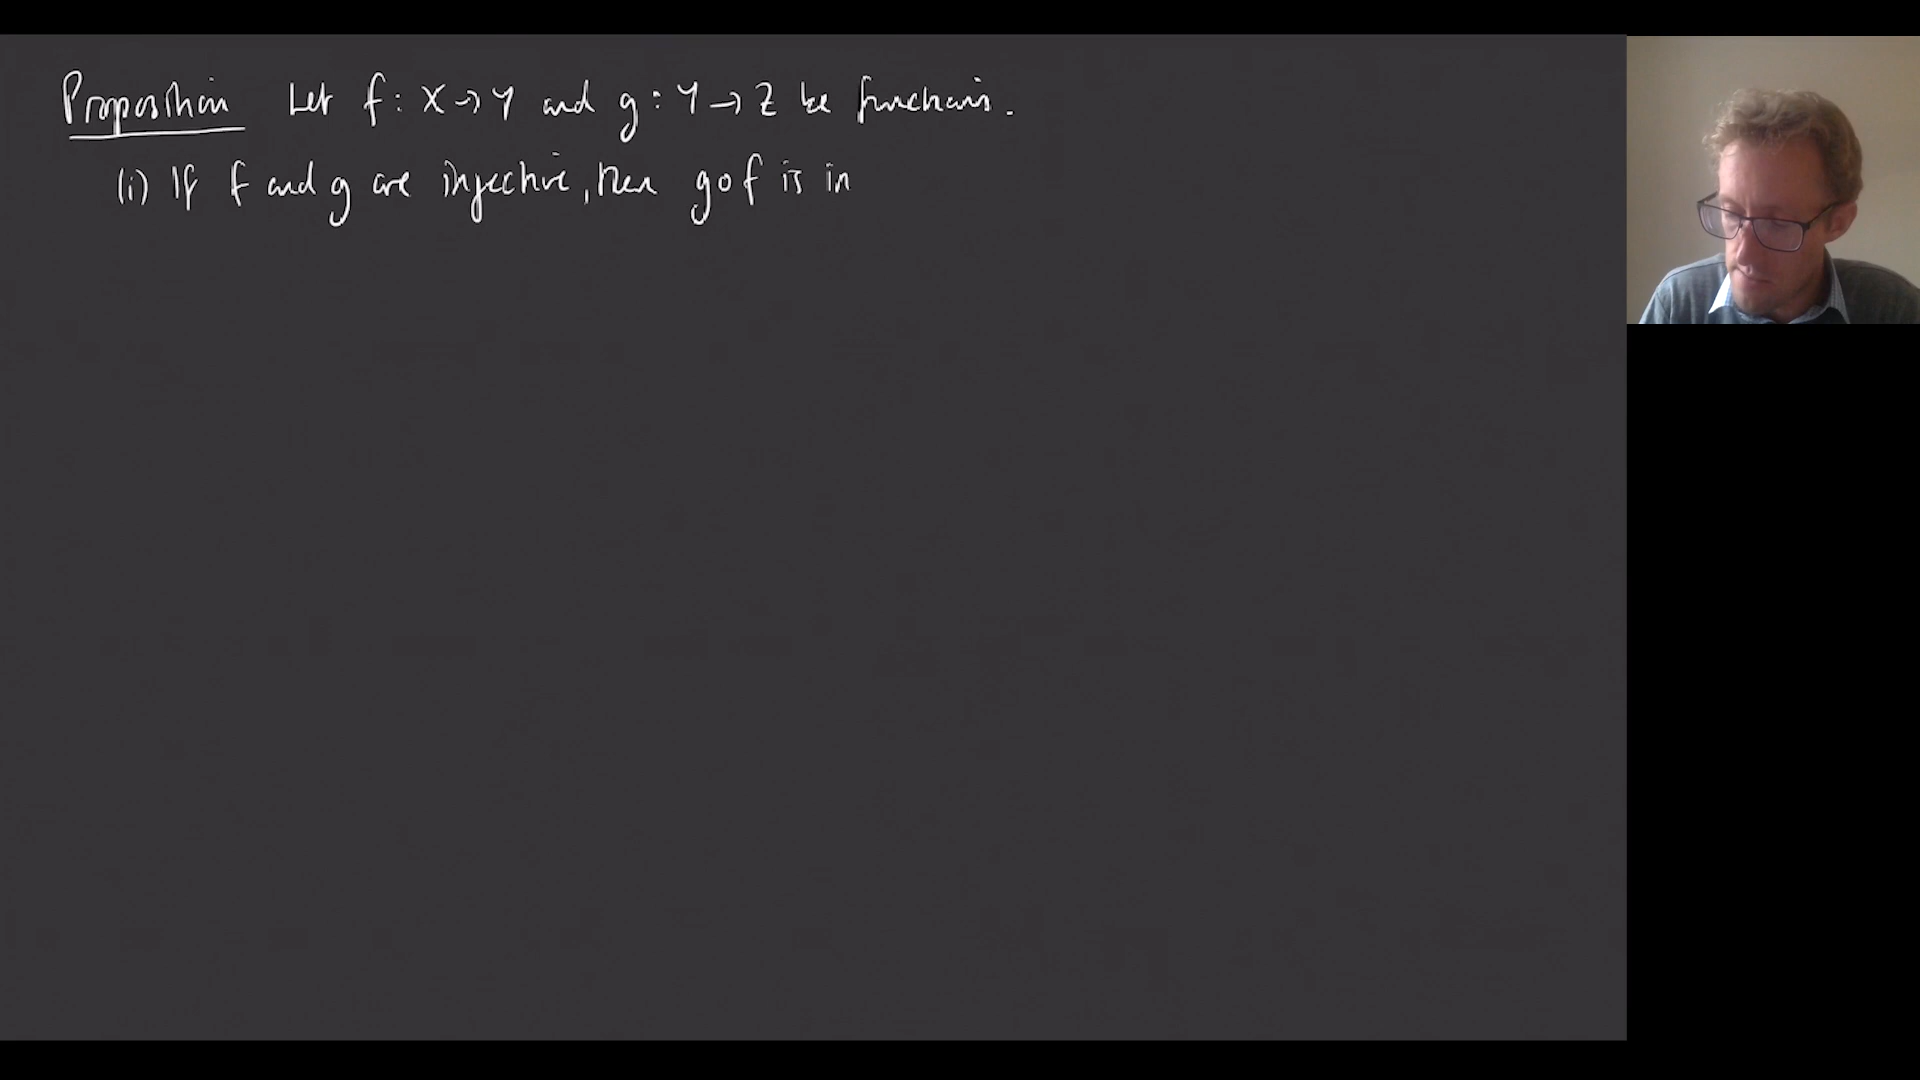 Proposition Let f: X → Y and g: Y → Z be functions.
(i) If f and g are injective, then g∘f is in